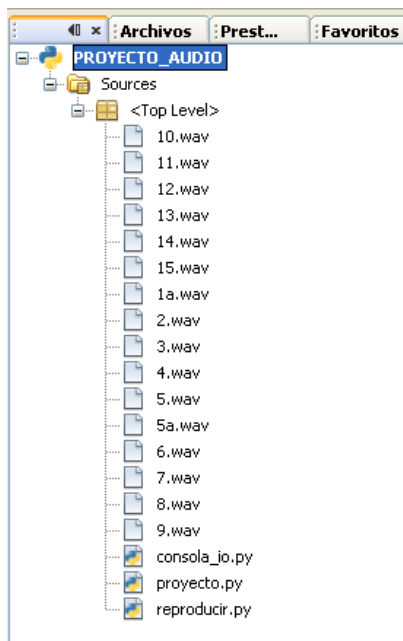 Archivos Prest... Favoritos
PROYECTO_AUDIO
Sources
<Top Level>
10.wav
11.wav
12.wav
13.wav
14.wav
15.wav
1a.wav
2.wav
3.wav
4.wav
5.wav
5a.wav
6.wav
7.wav
8.wav
9.wav
consola_io.py
proyecto.py
reproducir.py